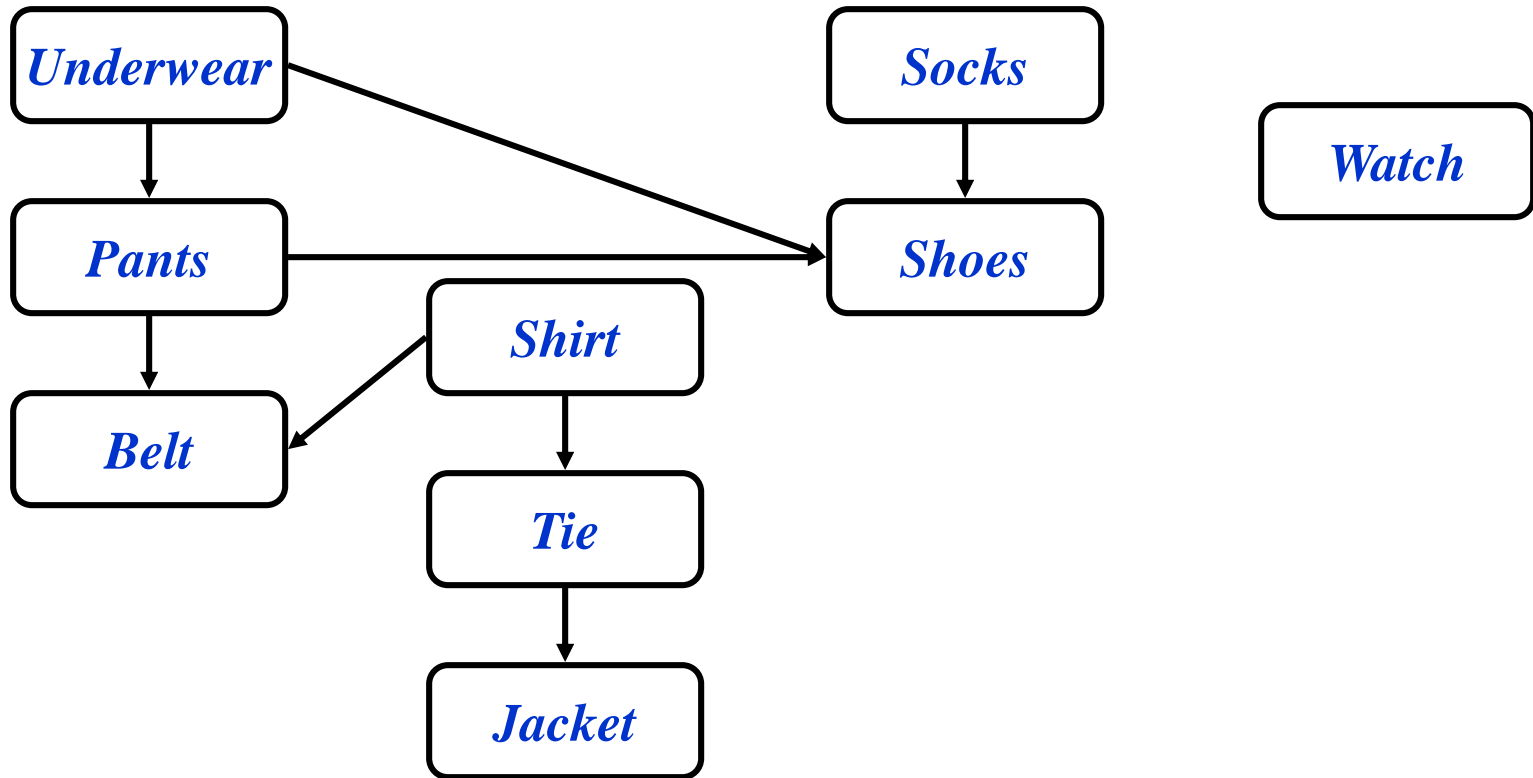 Underwear
Socks
Watch
Pants
Shoes
Shirt
Belt
Tie
Jacket